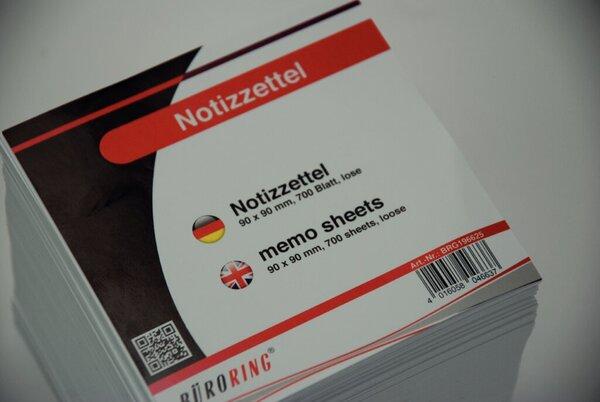 Notizzettel
Notizzettel
90 x 90 mm, 700 Blatt, lose
memo sheets
90 x 90 mm, 700 sheets, loose
Art.-Nr. BRG196625
4 016058 046637
BÜRORING®